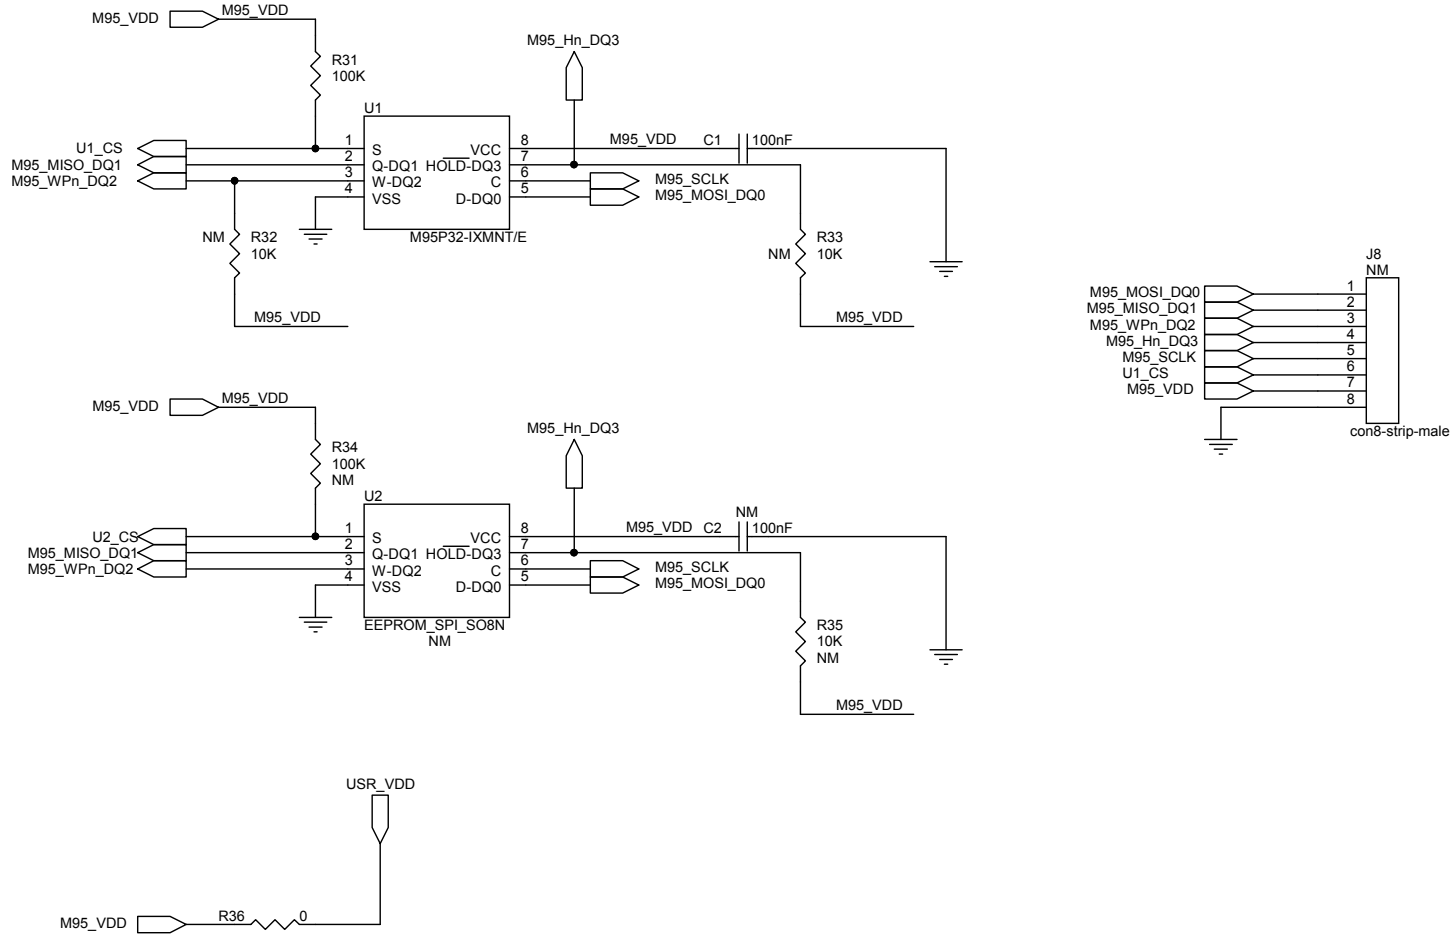 M95_VDD
M95_VDD
R31
100K
M95_Hn_DQ3
U1
U1_CS
M95_MISO_DQ1
M95_WPn_DQ2
1
2
3
4
S
Q-DQ1
W-DQ2
VSS
VCC
HOLD-DQ3
C
D-DQ0
8
7
6
5
M95P32-IXMNT/E
M95_VDD
C1
100nF
M95_SCLK
M95_MOSI_DQ0
NM
R32
10K
M95_VDD
NM
R33
10K
M95_VDD
J8
NM
M95_MOSI_DQ0
M95_MISO_DQ1
M95_WPn_DQ2
M95_Hn_DQ3
M95_SCLK
U1_CS
M95_VDD
1
2
3
4
5
6
7
8
con8-strip-male
M95_VDD
M95_VDD
R34
100K
NM
M95_Hn_DQ3
U2
U2_CS
M95_MISO_DQ1
M95_WPn_DQ2
1
2
3
4
S
Q-DQ1
W-DQ2
VSS
VCC
HOLD-DQ3
C
D-DQ0
8
7
6
5
EEPROM_SPI_SO8N
NM
M95_VDD
C2
NM
100nF
M95_SCLK
M95_MOSI_DQ0
R35
10K
NM
M95_VDD
USR_VDD
M95_VDD
R36
0